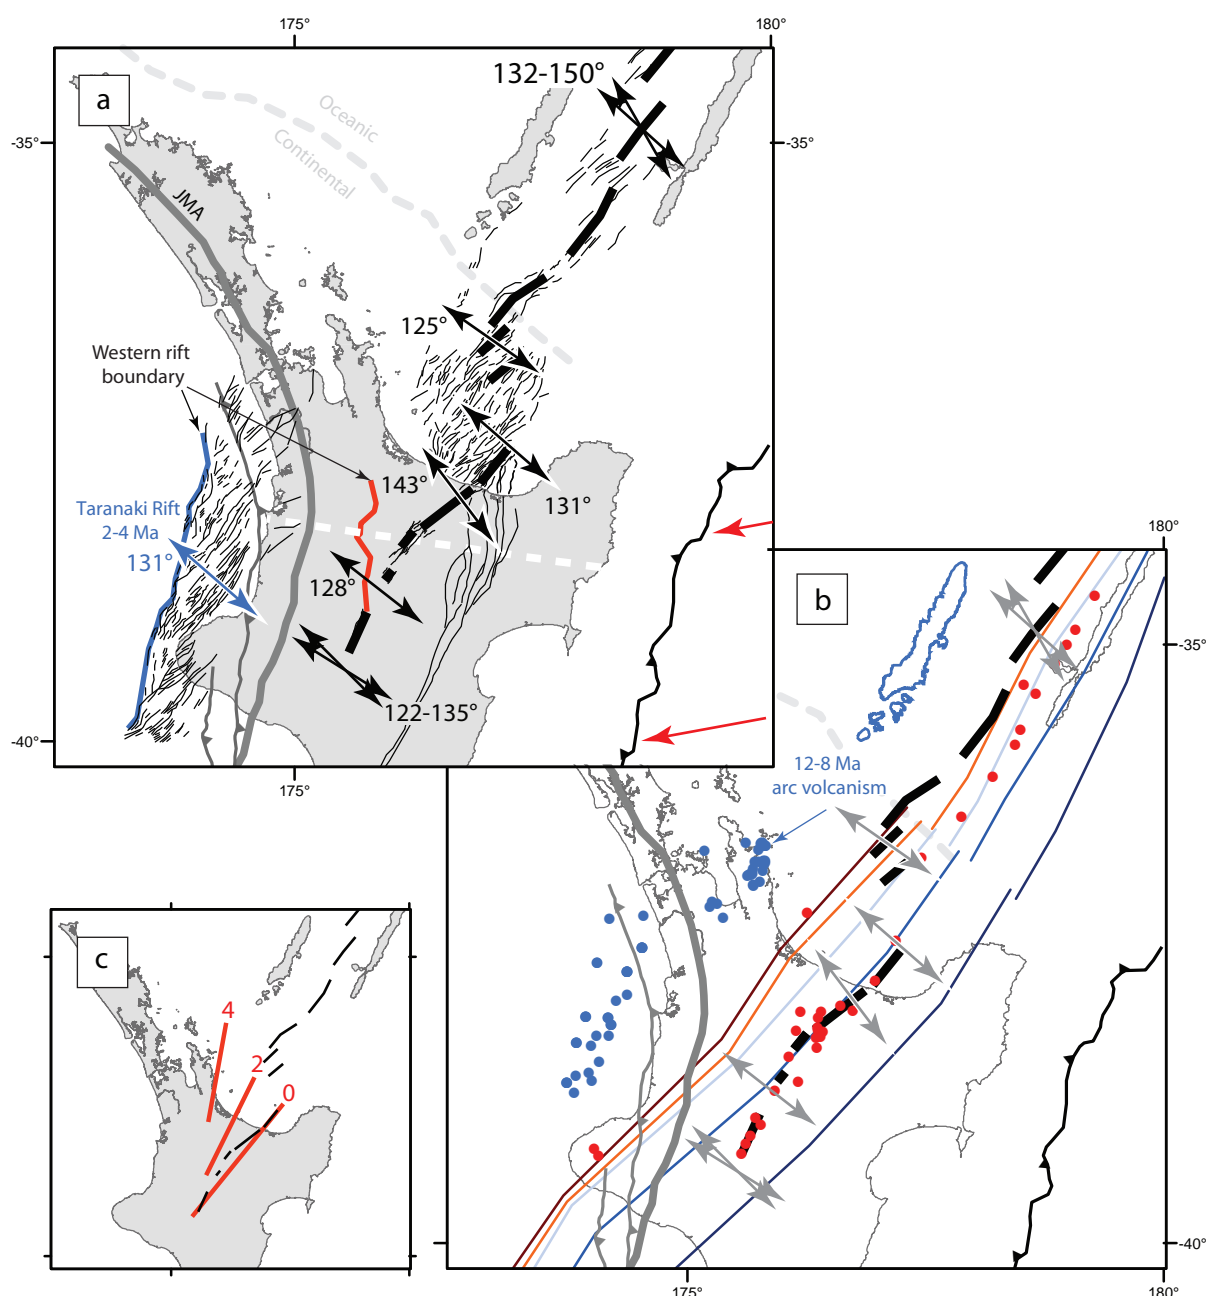 175°
180°
a
132-150°
-35°
-35°
Oceanic
Continental
JMA
125°
Western rift
boundary
143°
131°
Taranaki Rift
2-4 Ma
131°
128°
122-135°
-40°
175°
180°
b
-35°
12-8 Ma
arc volcanism
-40°
175°
180°
c
4
2
0